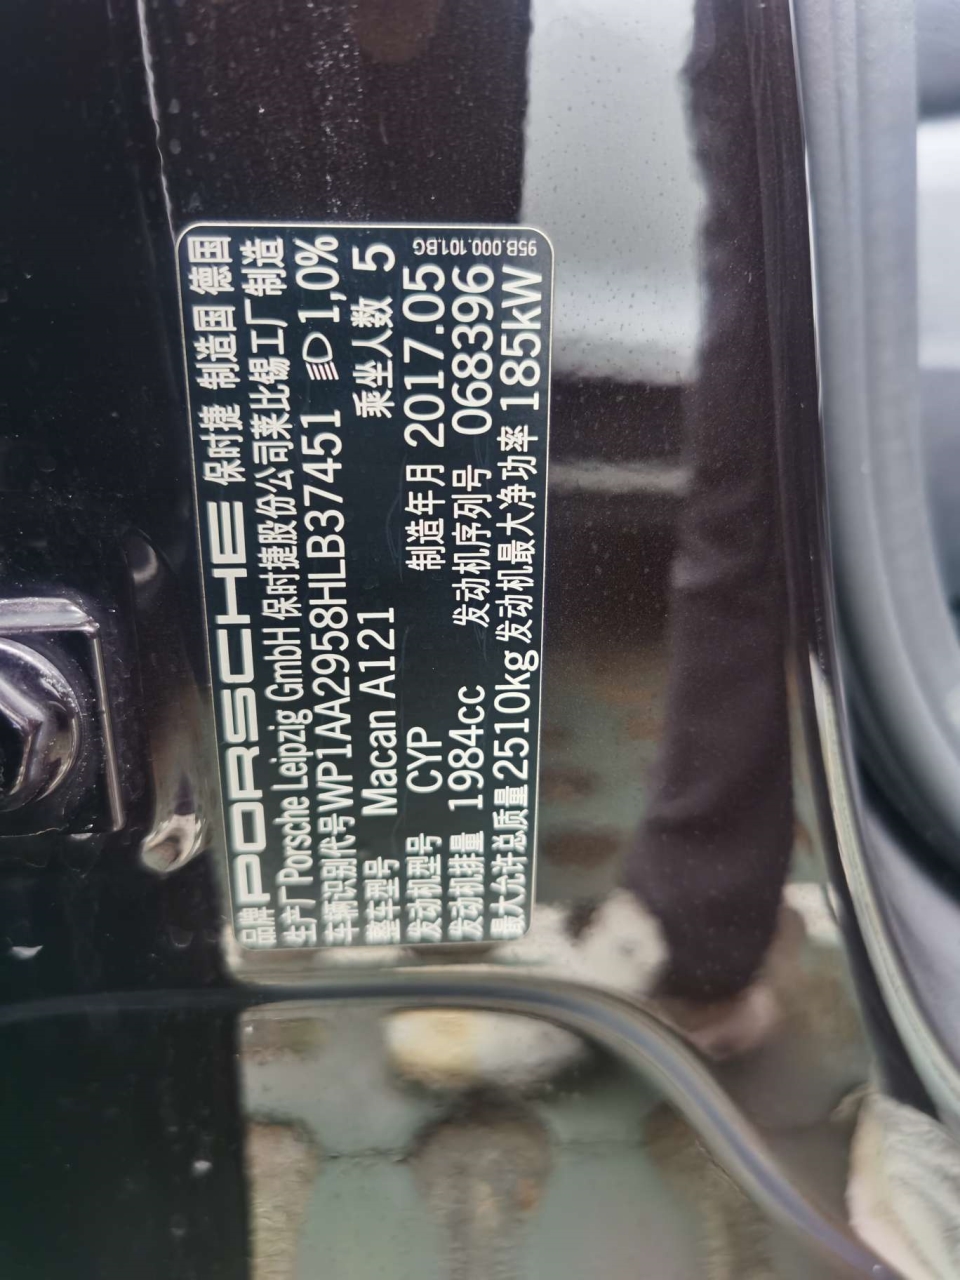 品牌 PORSCHE 保时捷 制造国 德国
生产厂 Porsche Leipzig GmbH 保时捷股份公司莱比锡工厂制造
车辆识别代号 WP1AA2958HLB37451 1,0%
整车型号 Macan A121 乘坐人数 5
发动机型号 CYP 制造年月 2017.05
发动机排量 1984cc 发动机序列号 068396
最大允许总质量 2510kg 发动机最大净功率 185kW
95B.000.101.BG